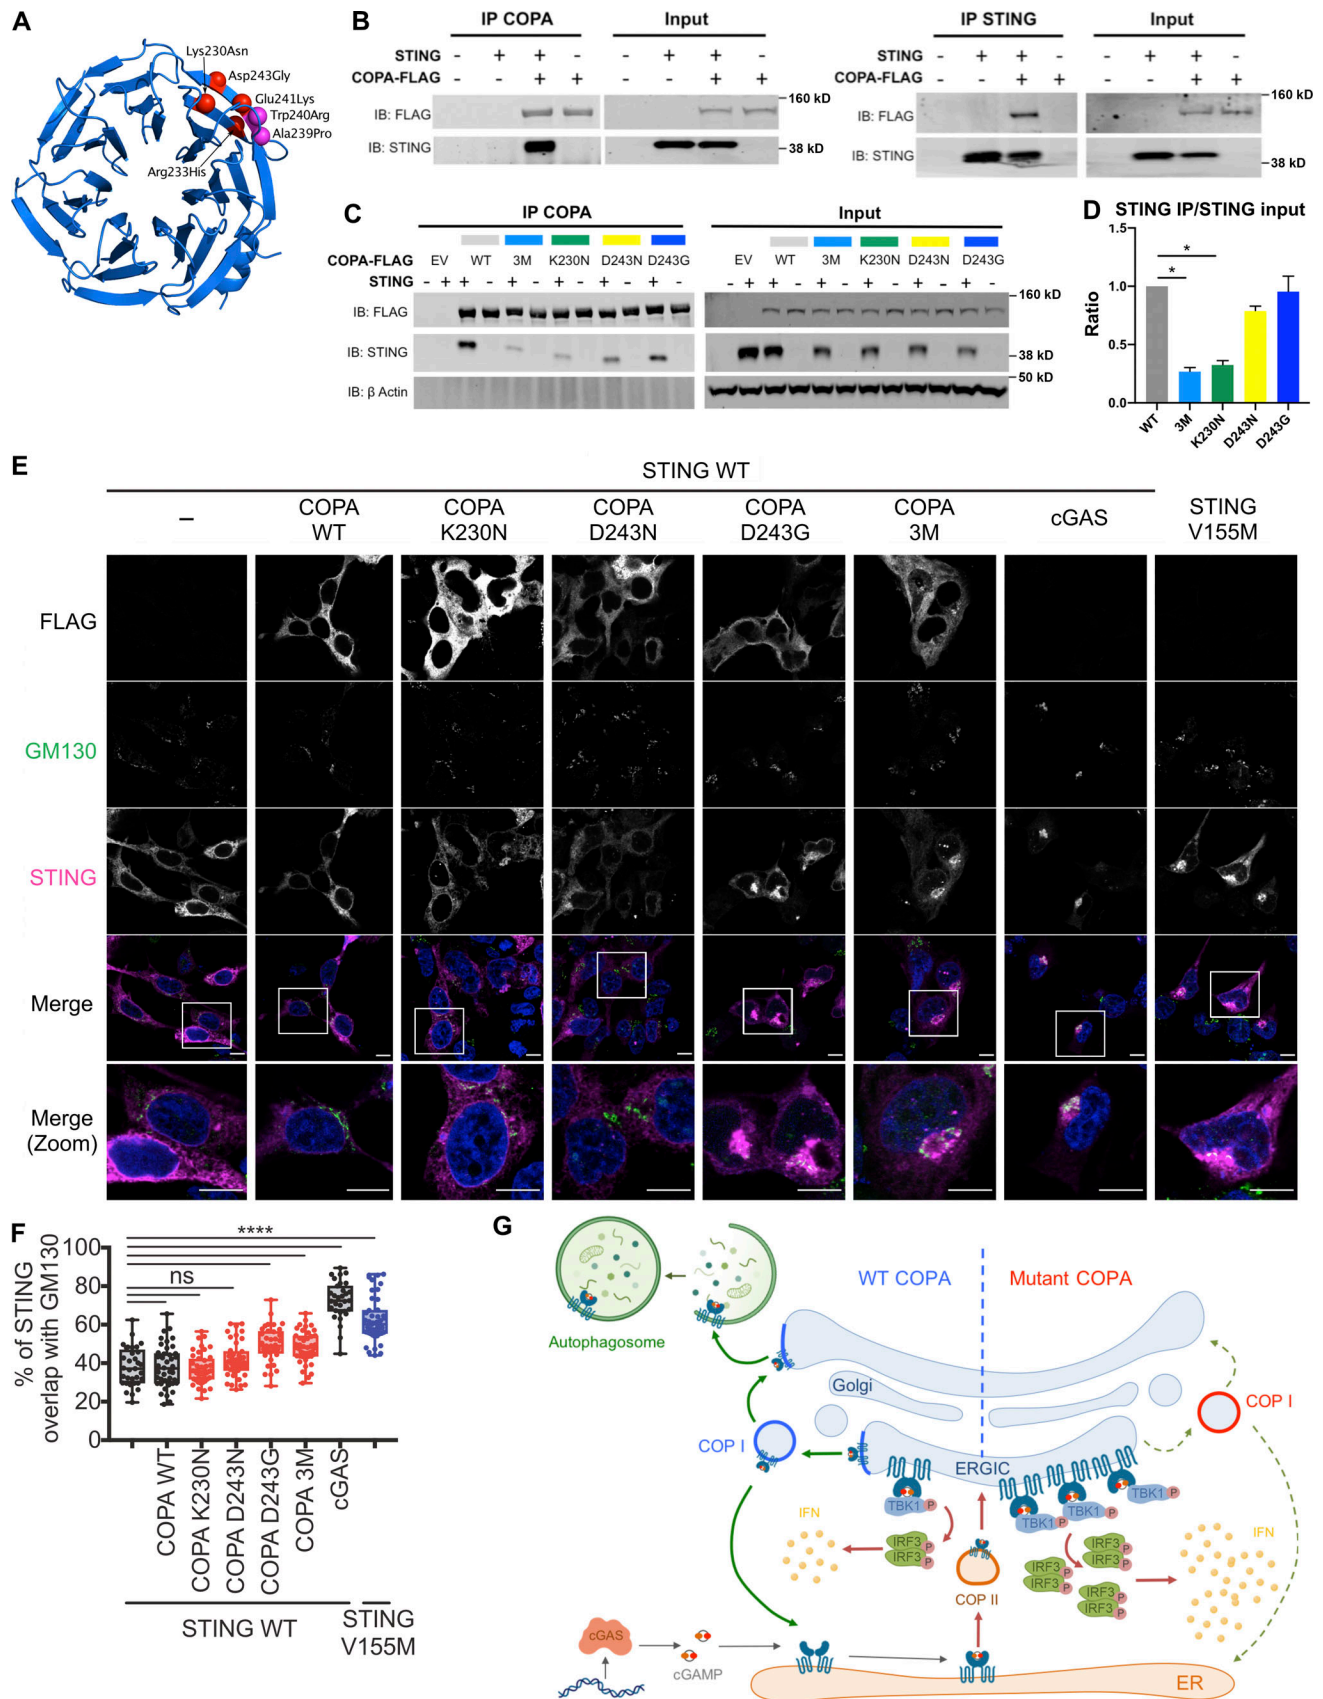 A
Lys230Asn
Asp243Gly
Glu241Lys
Trp240Arg
Ala239Pro
Arg233His
B
IP COPA
Input
STING - + + - - + + -
COPA-FLAG - - + + - - + +
IB: FLAG
160 kD
IB: STING
38 kD
IP STING
Input
STING - + + - - + + -
COPA-FLAG - - + + - - + +
IB: FLAG
160 kD
IB: STING
38 kD
C
IP COPA
Input
COPA-FLAG EV WT 3M K230N D243N D243G EV WT 3M K230N D243N D243G
STING - + + - + - + - + - + - - + + - + - + - + - + -
IB: FLAG
160 kD
IB: STING
38 kD
50 kD
IB: β Actin
D
STING IP/STING input
Ratio
1.5
1.0
0.5
0.0
*
*
WT
3M
K230N
D243N
D243G
E
STING WT
–
COPA WT
COPA K230N
COPA D243N
COPA D243G
COPA 3M
cGAS
STING V155M
FLAG
GM130
STING
Merge
Merge
(Zoom)
F
% of STING
overlap with GM130
100
80
60
40
20
0
****
ns
COPA WT
COPA K230N
COPA D243N
COPA D243G
COPA 3M
cGAS
STING WT
STING
V155M
G
WT COPA
Mutant COPA
Autophagosome
Golgi
COP I
COP I
ERGIC
TBK1 P
TBK1 P
TBK1 P
TBK1 P
IFN
IFN
IRF3 P
IRF3 P
IRF3 P
IRF3 P
IRF3 P
IRF3 P
IRF3 P
IRF3 P
COP II
cGAS
cGAMP
ER